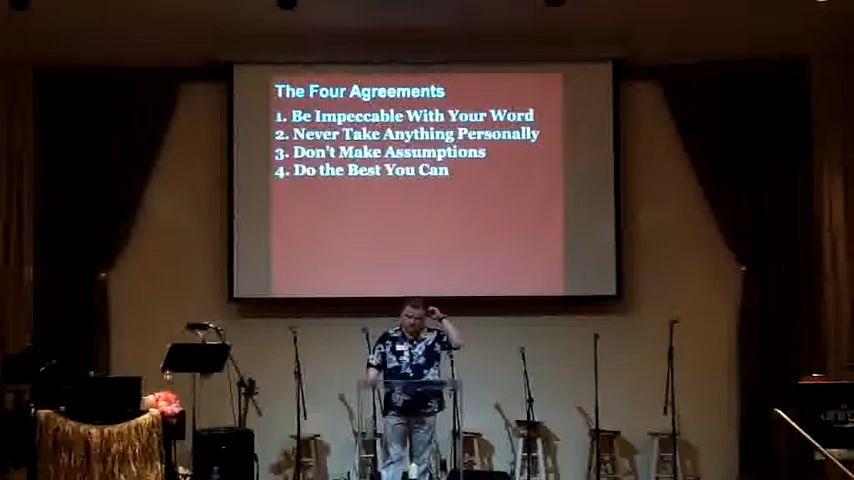 The Four Agreements
1. Be Impeccable With Your Word
2. Never Take Anything Personally
3. Don't Make Assumptions
4. Do the Best You Can